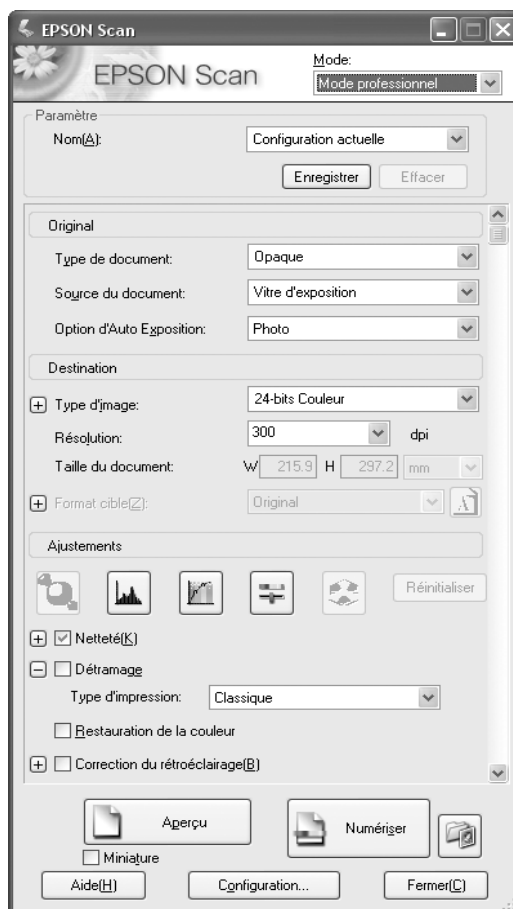 EPSON Scan
EPSON Scan
Mode:
Mode professionnel
Paramètre
Nom(A):
Configuration actuelle
Enregistrer
Effacer
Original
Type de document:
Opaque
Source du document:
Vitre d'exposition
Option d'Auto Exposition:
Photo
Destination
Type d'image:
24-bits Couleur
Résolution:
300
dpi
Taille du document:
W 215.9 H 297.2 mm
Format cible(Z):
Original
Ajustements
Réinitialiser
Netteté(K)
Détramage
Type d'impression:
Classique
Restauration de la couleur
Correction du rétroéclairage(B)
Aperçu
Numériser
Miniature
Aide(H)
Configuration...
Fermer(C)